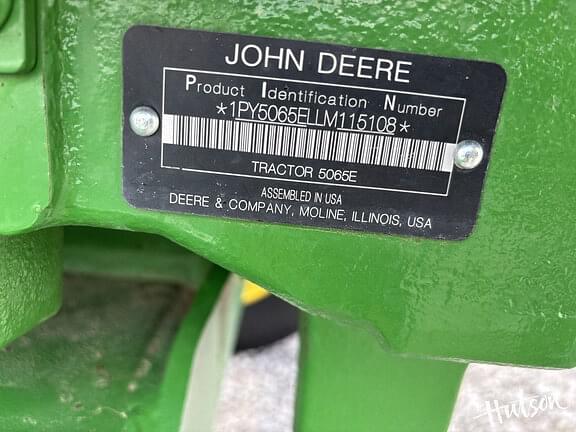 JOHN DEERE
Product Identification Number
*1PY5065ELLM115108*
TRACTOR 5065E
ASSEMBLED IN USA
DEERE & COMPANY, MOLINE, ILLINOIS, USA
Hutson